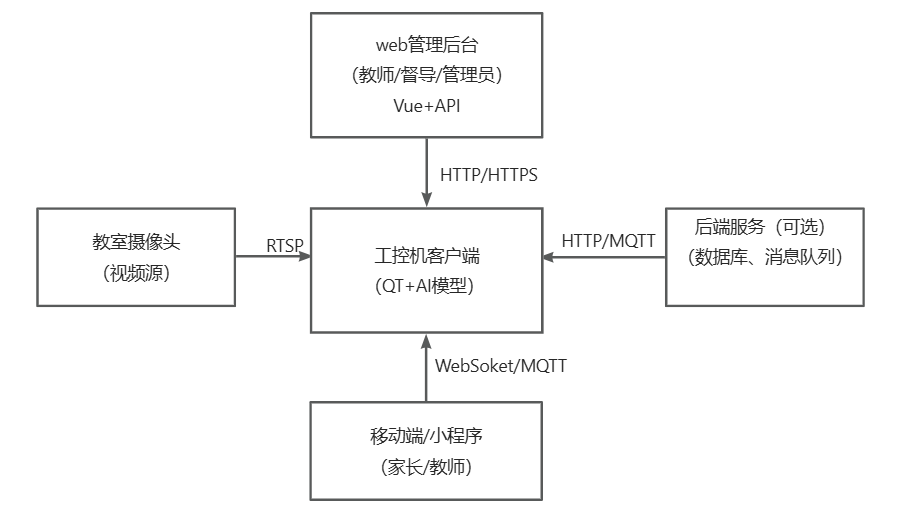 web管理后台
（教师/督导/管理员）
Vue+API
HTTP/HTTPS
教室摄像头
（视频源）
RTSP
工控机客户端
（QT+AI模型）
HTTP/MQTT
后端服务（可选）
（数据库、消息队列）
WebSoket/MQTT
移动端/小程序
（家长/教师）